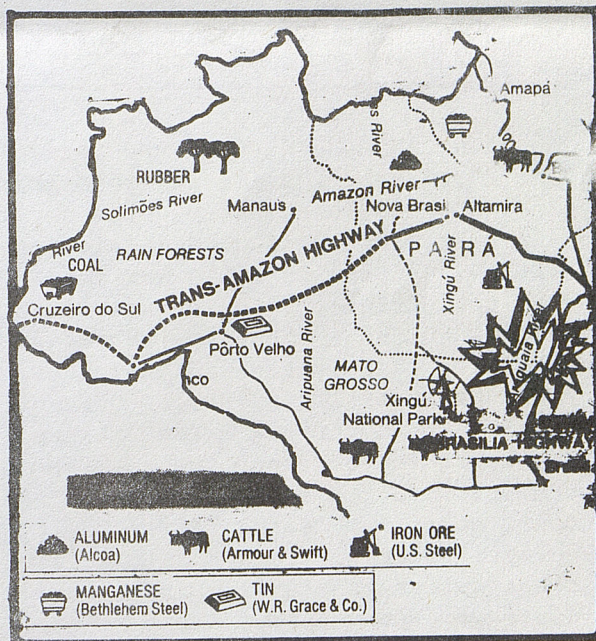 Amapá
RUBBER
Solimões River
Manaus
Amazon River
Nova Brasi
Altamira
River
COAL
RAIN FORESTS
TRANS-AMAZON HIGHWAY
PARÁ
Xingú River
Cruzeiro do Sul
Pôrto Velho
Aripuana River
MATO
GROSSO
Xingú
National Park
HIGHWAY
ALUMINUM
(Alcoa)
CATTLE
(Armour & Swift)
IRON ORE
(U.S. Steel)
MANGANESE
(Bethlehem Steel)
TIN
(W.R. Grace & Co.)